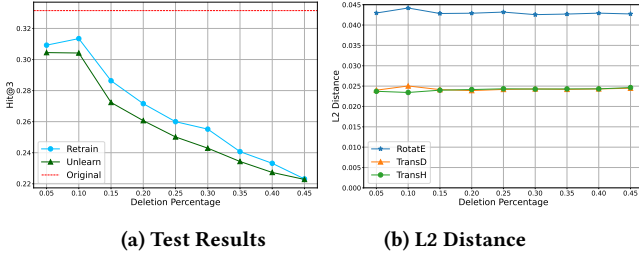 Hit@3
0.32
0.30
0.28
0.26
0.24
0.22
Retrain
Unlearn
Original
0.05 0.10 0.15 0.20 0.25 0.30 0.35 0.40 0.45
Deletion Percentage
(a) Test Results
L2 Distance
0.045
0.040
0.035
0.030
0.025
0.020
0.015
0.010
0.005
0.000
RotatE
TransD
TransH
0.05 0.10 0.15 0.20 0.25 0.30 0.35 0.40 0.45
Deletion Percentage
(b) L2 Distance